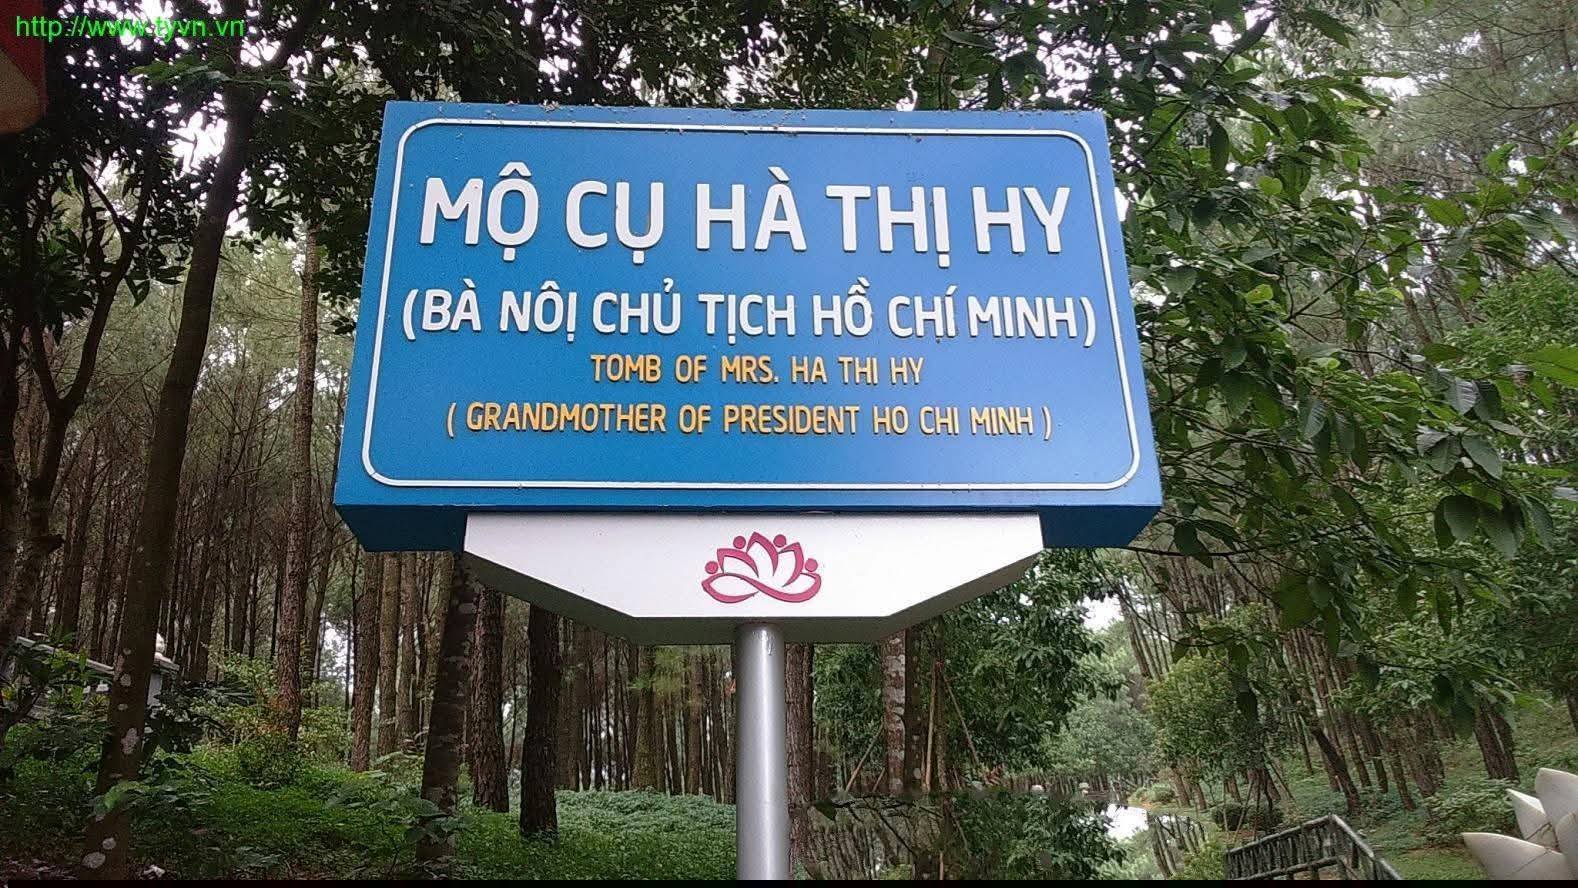 http://www.tyvn.vn
MỘ CỤ HÀ THỊ HY
(BÀ NÔỊ CHỦ TỊCH HỒ CHÍ MINH)
TOMB OF MRS. HA THI HY
( GRANDMOTHER OF PRESIDENT HO CHI MINH )